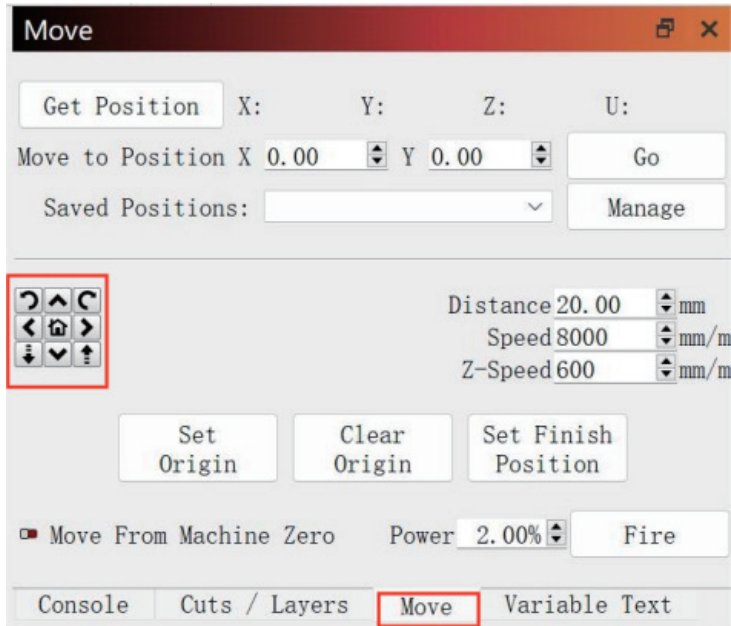 Move
Get Position X: Y: Z: U:
Move to Position X 0.00 Y 0.00 Go
Saved Positions: Manage
Distance 20.00 mm
Speed 8000 mm/m
Z-Speed 600 mm/m
Set Origin Clear Origin Set Finish Position
Move From Machine Zero Power 2.00% Fire
Console Cuts / Layers Move Variable Text